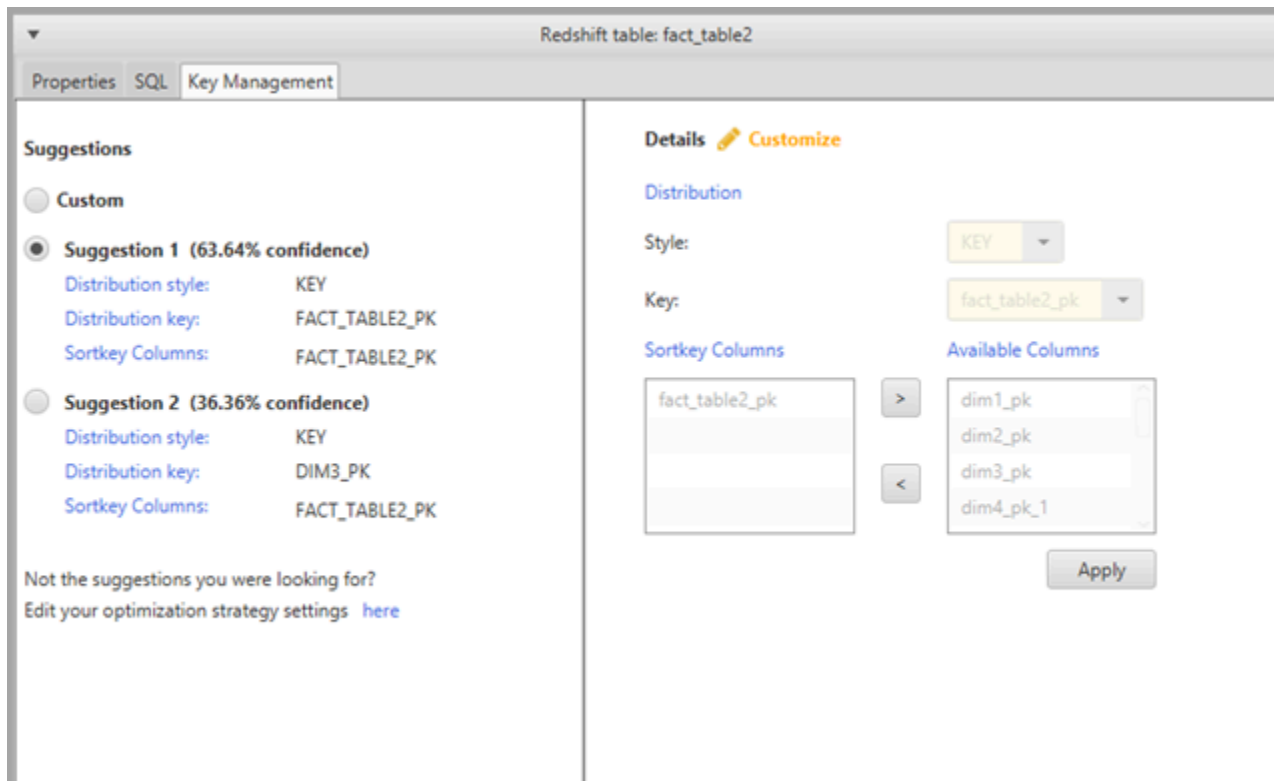 Redshift table: fact_table2
Properties SQL Key Management
Suggestions
Custom
Suggestion 1 (63.64% confidence)
Distribution style: KEY
Distribution key: FACT_TABLE2_PK
Sortkey Columns: FACT_TABLE2_PK
Suggestion 2 (36.36% confidence)
Distribution style: KEY
Distribution key: DIM3_PK
Sortkey Columns: FACT_TABLE2_PK
Not the suggestions you were looking for?
Edit your optimization strategy settings here
Details Customize
Distribution
Style: KEY
Key: fact_table2_pk
Sortkey Columns Available Columns
fact_table2_pk > dim1_pk
dim2_pk
dim3_pk
< dim4_pk_1
Apply